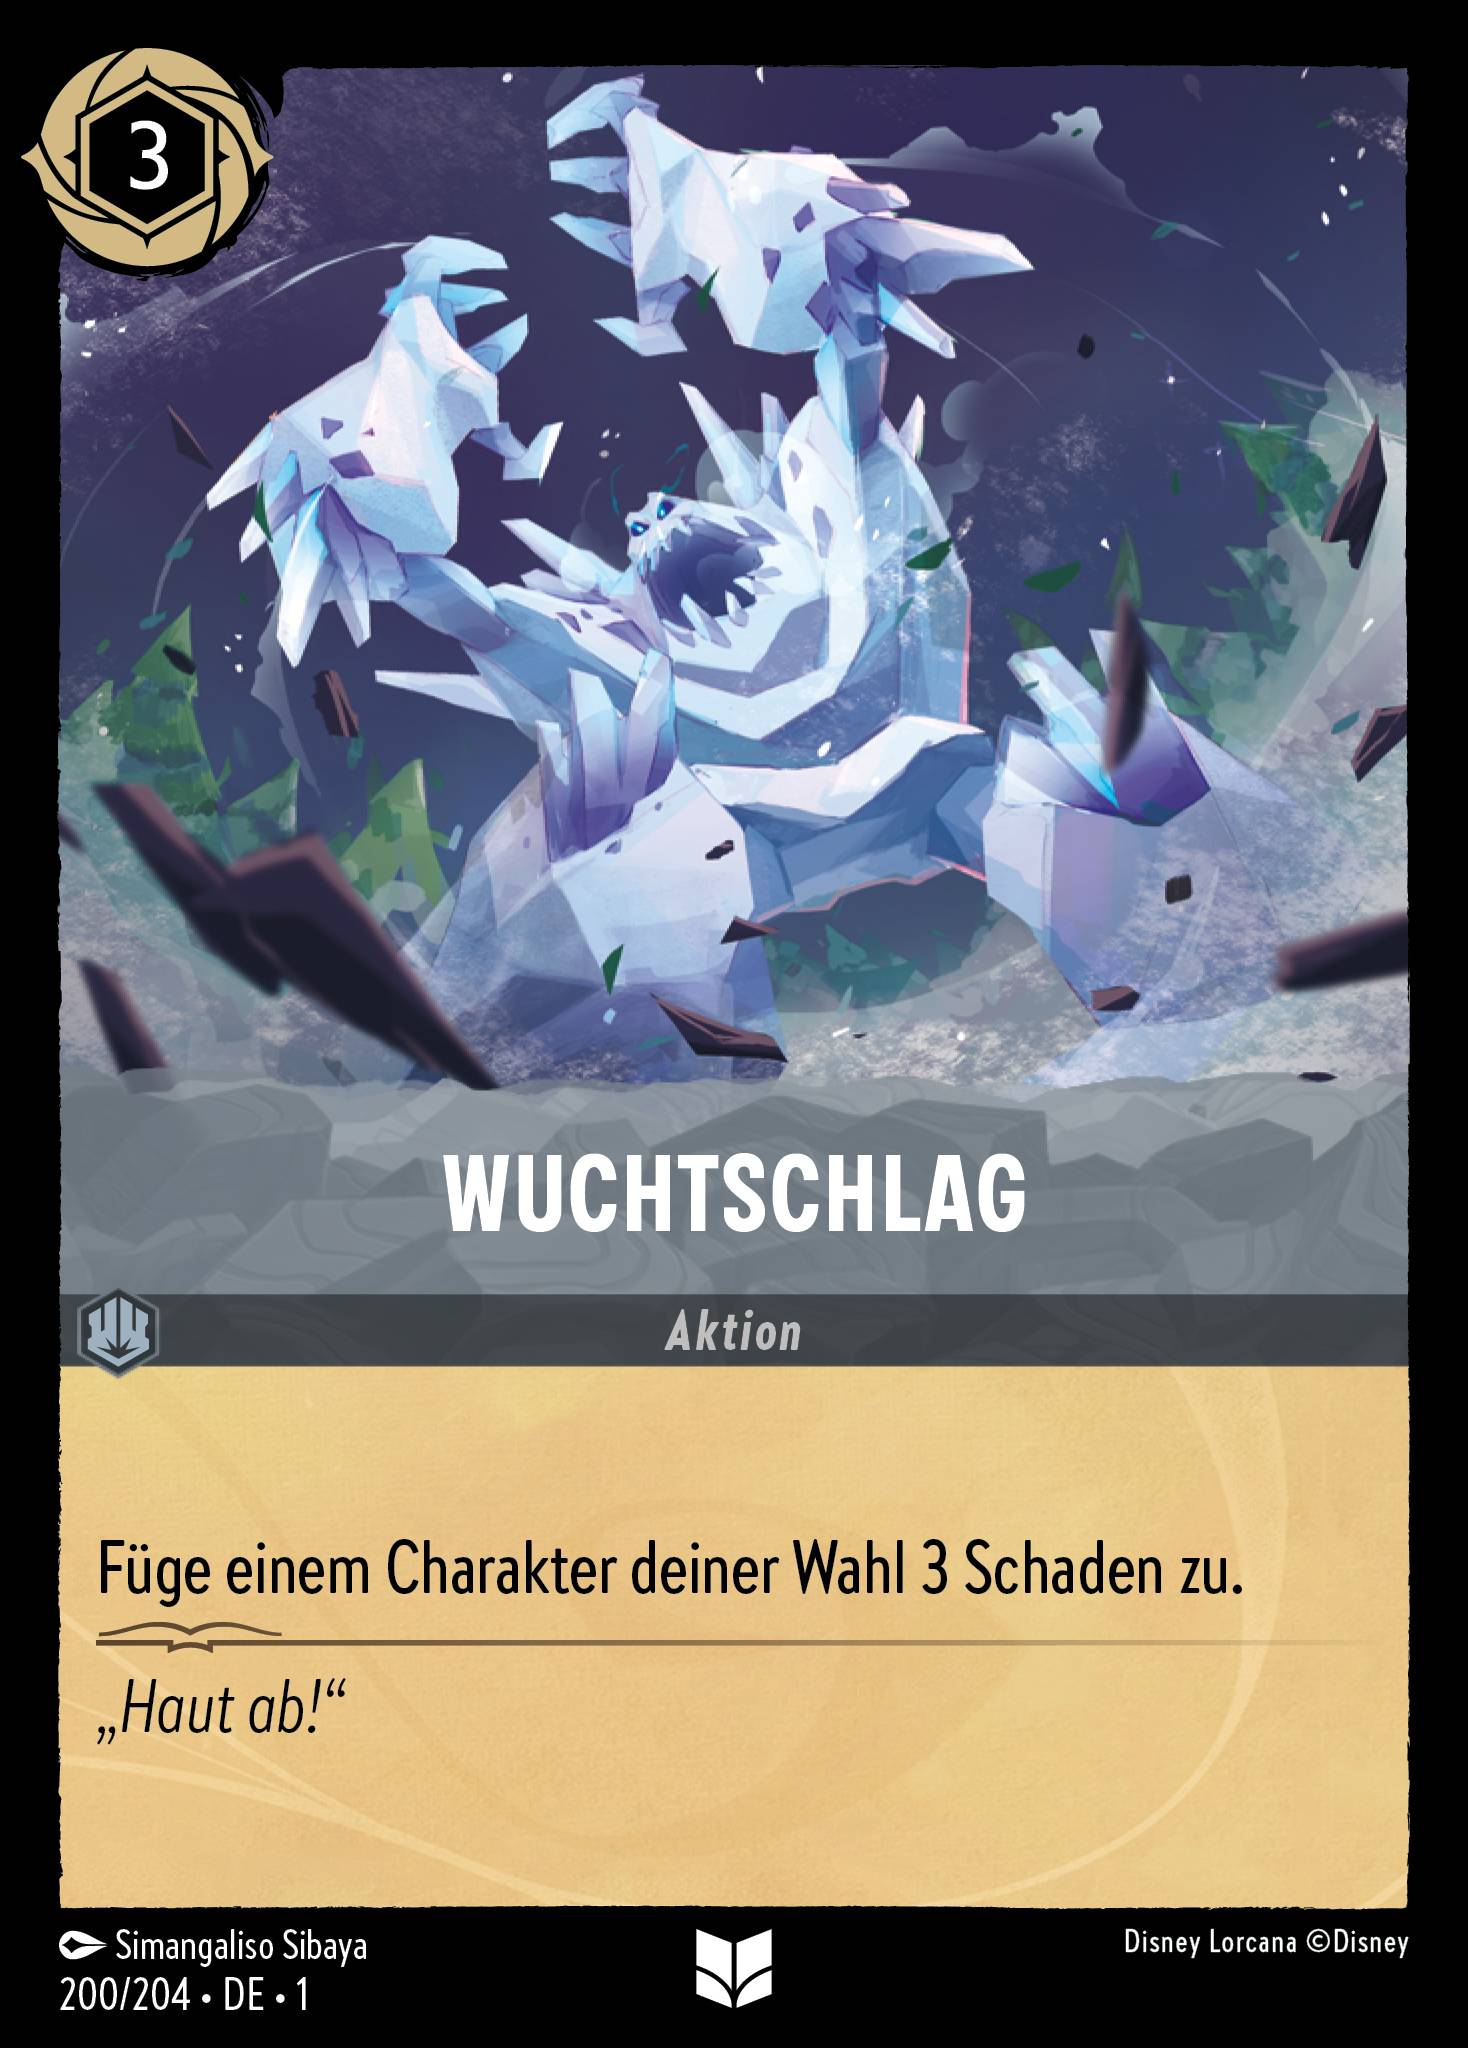 3
WUCHTSCHLAG
Aktion
Füge einem Charakter deiner Wahl 3 Schaden zu.
„Haut ab!“
Simangaliso Sibaya
Disney Lorcana ©Disney
200/204 • DE • 1